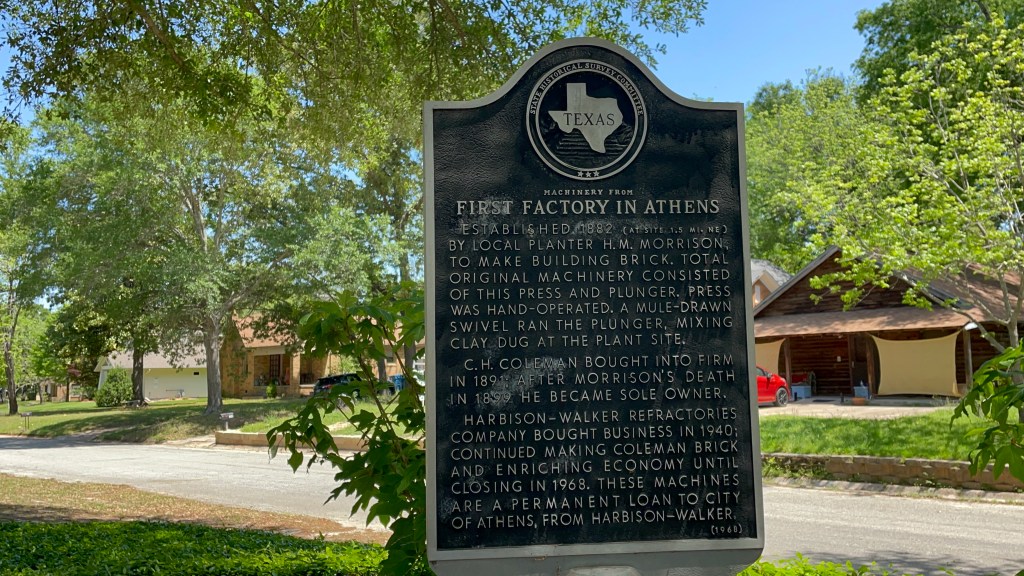 STATE HISTORICAL SURVEY COMMITTEE
TEXAS
MACHINERY FROM
FIRST FACTORY IN ATHENS
ESTABLISHED 1882 (AT SITE 1.5 MI. NE)
BY LOCAL PLANTER H.M. MORRISON,
TO MAKE BUILDING BRICK. TOTAL
ORIGINAL MACHINERY CONSISTED
OF THIS PRESS AND PLUNGER. PRESS
WAS HAND-OPERATED. A MULE-DRAWN
SWIVEL RAN THE PLUNGER, MIXING
CLAY DUG AT THE PLANT SITE.
C.H. COLEMAN BOUGHT INTO FIRM
IN AFTER MORRISON'S DEATH
IN 1899 HE BECAME SOLE OWNER.
HARBISON-WALKER REFRACTORIES
COMPANY BOUGHT BUSINESS IN 1940;
CONTINUED MAKING COLEMAN BRICK
AND ENRICHING ECONOMY UNTIL
CLOSING IN 1968. THESE MACHINES
ARE A PERMANENT LOAN TO CITY
OF ATHENS, FROM HARBISON-WALKER.
(1968)